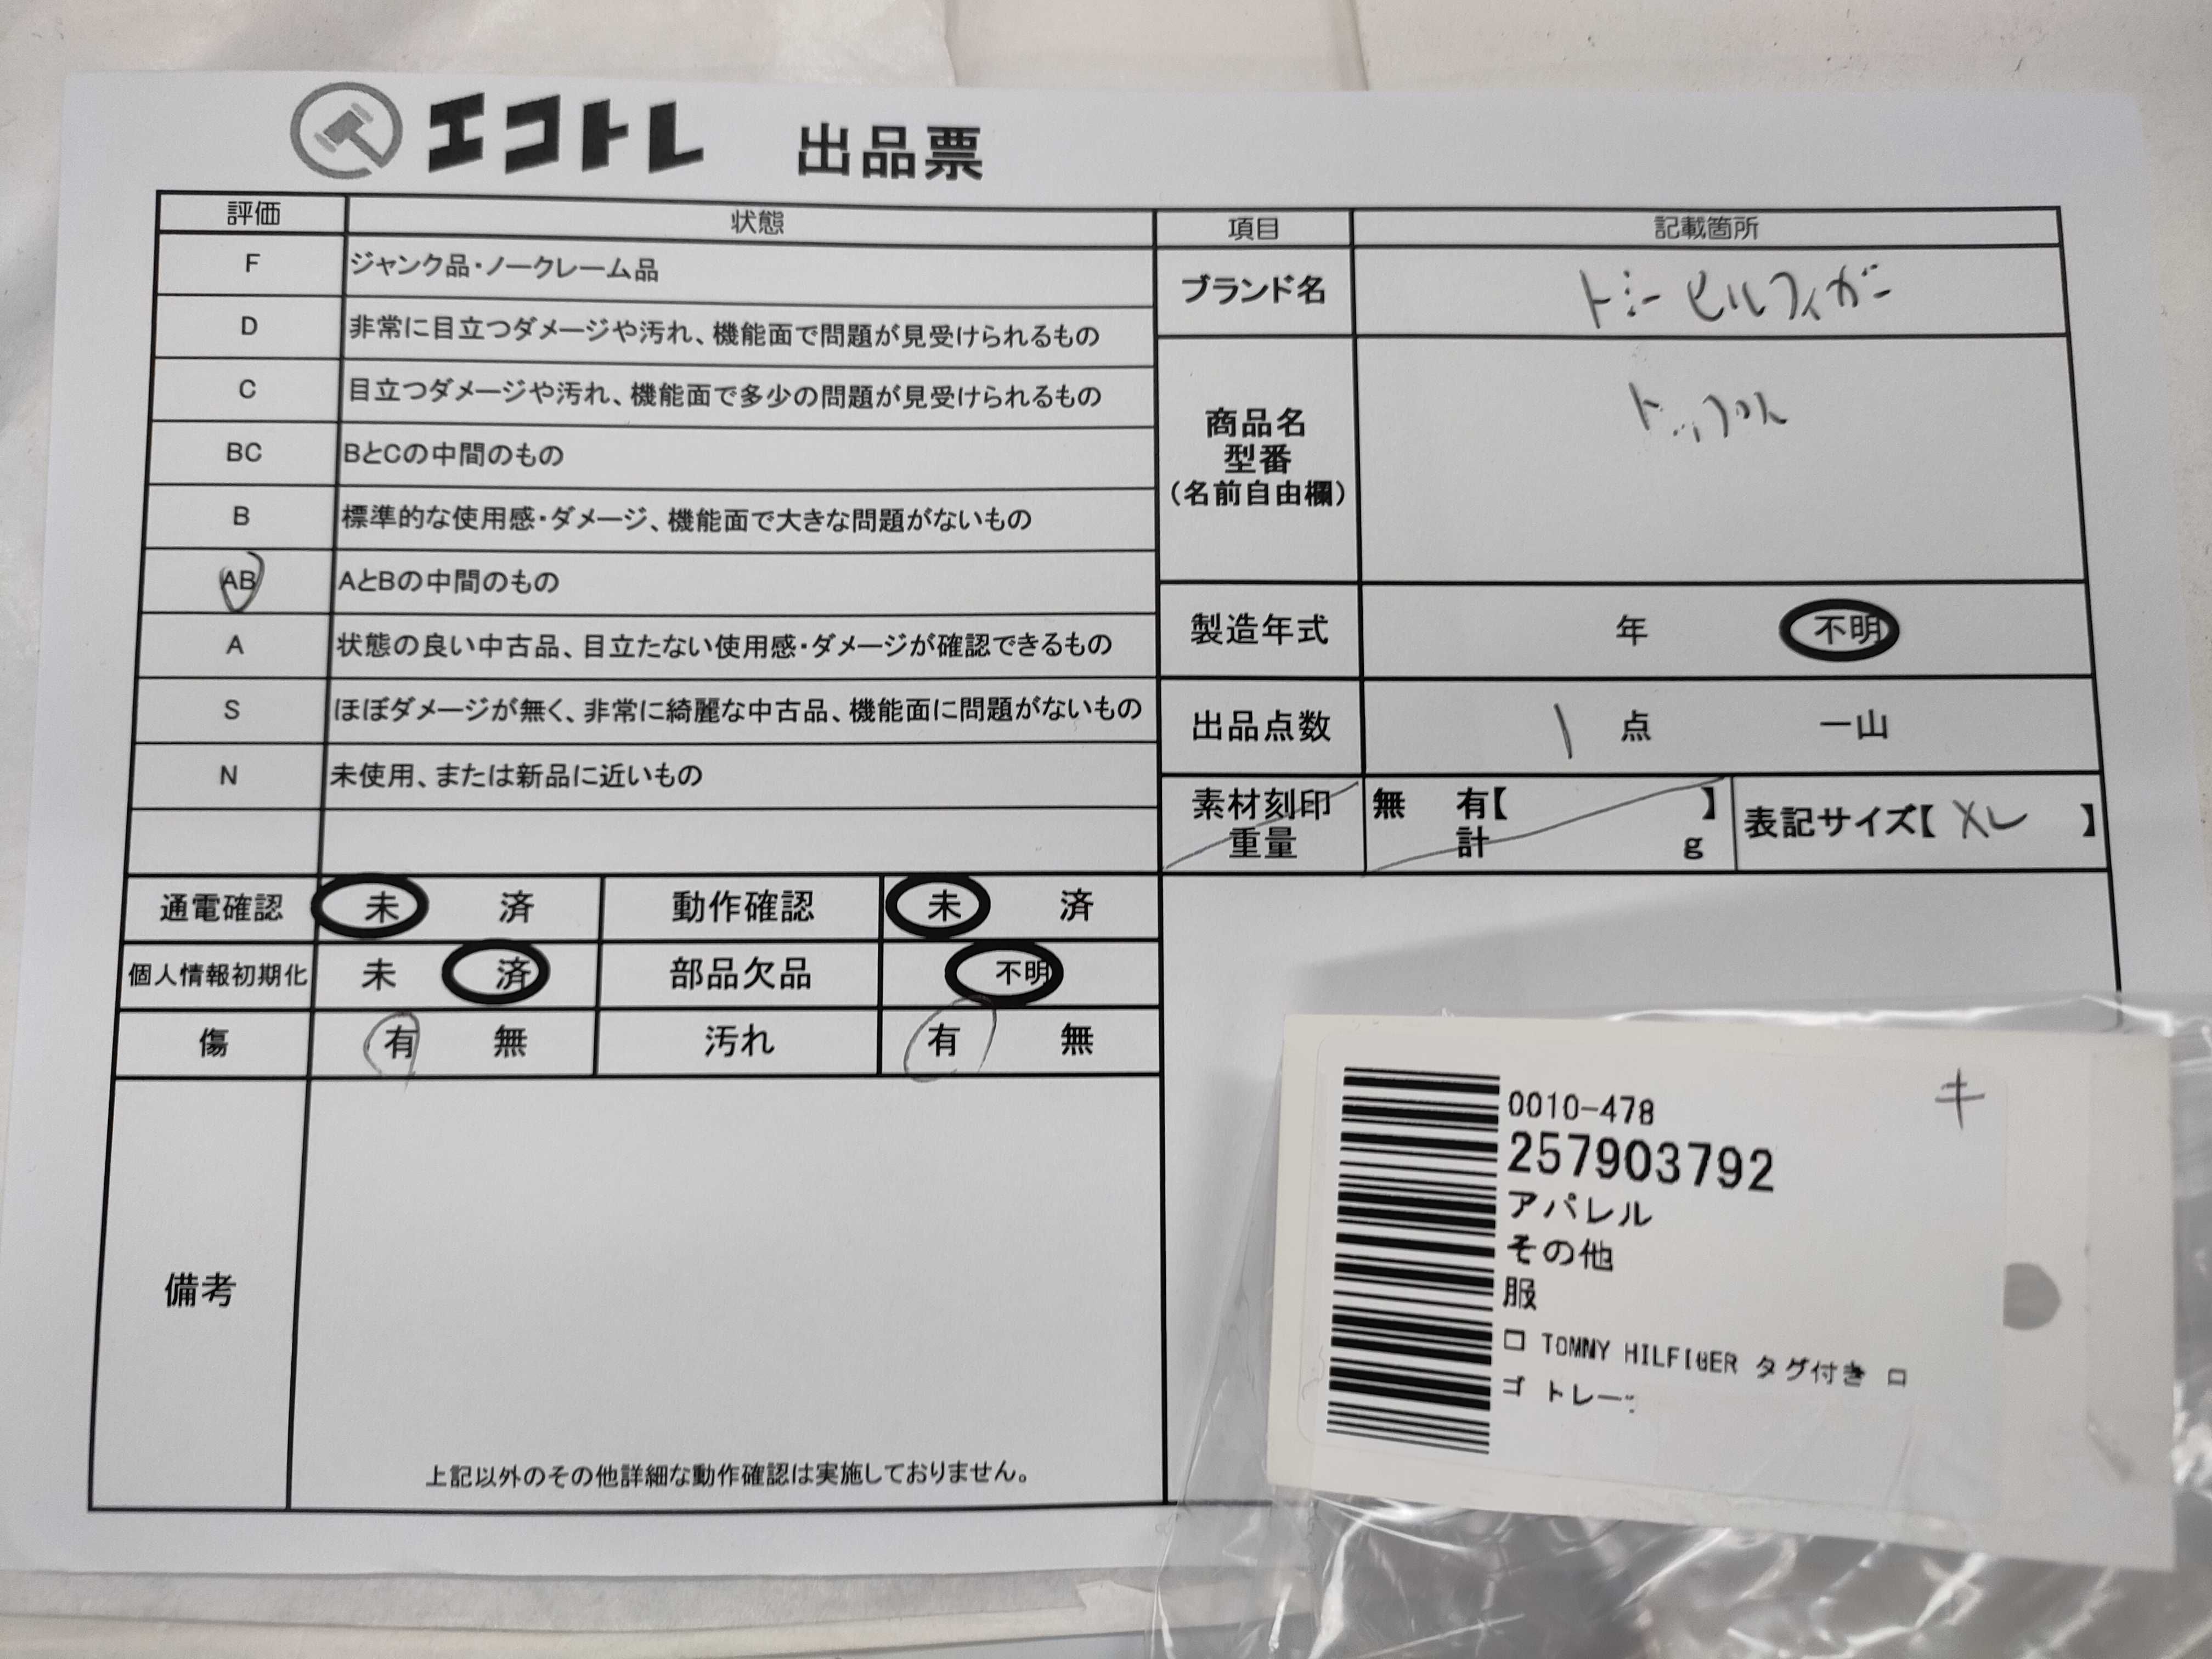 エコトレ 出品票
評価 状態
F ジャンク品・ノークレーム品
D 非常に目立つダメージや汚れ、機能面で問題が見受けられるもの
C 目立つダメージや汚れ、機能面で多少の問題が見受けられるもの
BC BとCの中間のもの
B 標準的な使用感・ダメージ、機能面で大きな問題がないもの
AB AとBの中間のもの
A 状態の良い中古品、目立たない使用感・ダメージが確認できるもの
S ほぼダメージが無く、非常に綺麗な中古品、機能面に問題がないもの
N 未使用、または新品に近いもの
項目 記載箇所
ブランド名 トミーヒルフィガー
商品名 トップス
型番
(名前自由欄)
製造年式 年 不明
出品点数 1 点 一山
素材刻印 無 有【 】
重量 計 g
表記サイズ【 XL 】
通電確認 未 済 動作確認 未 済
個人情報初期化 未 済 部品欠品 不明
傷 有 無 汚れ 有 無
備考
上記以外のその他詳細な動作確認は実施しておりません。
キ
0010-478
257903792
アパレル
その他
服
ロ TOMMY HILFIGER タグ付き ロ
ゴ トレー